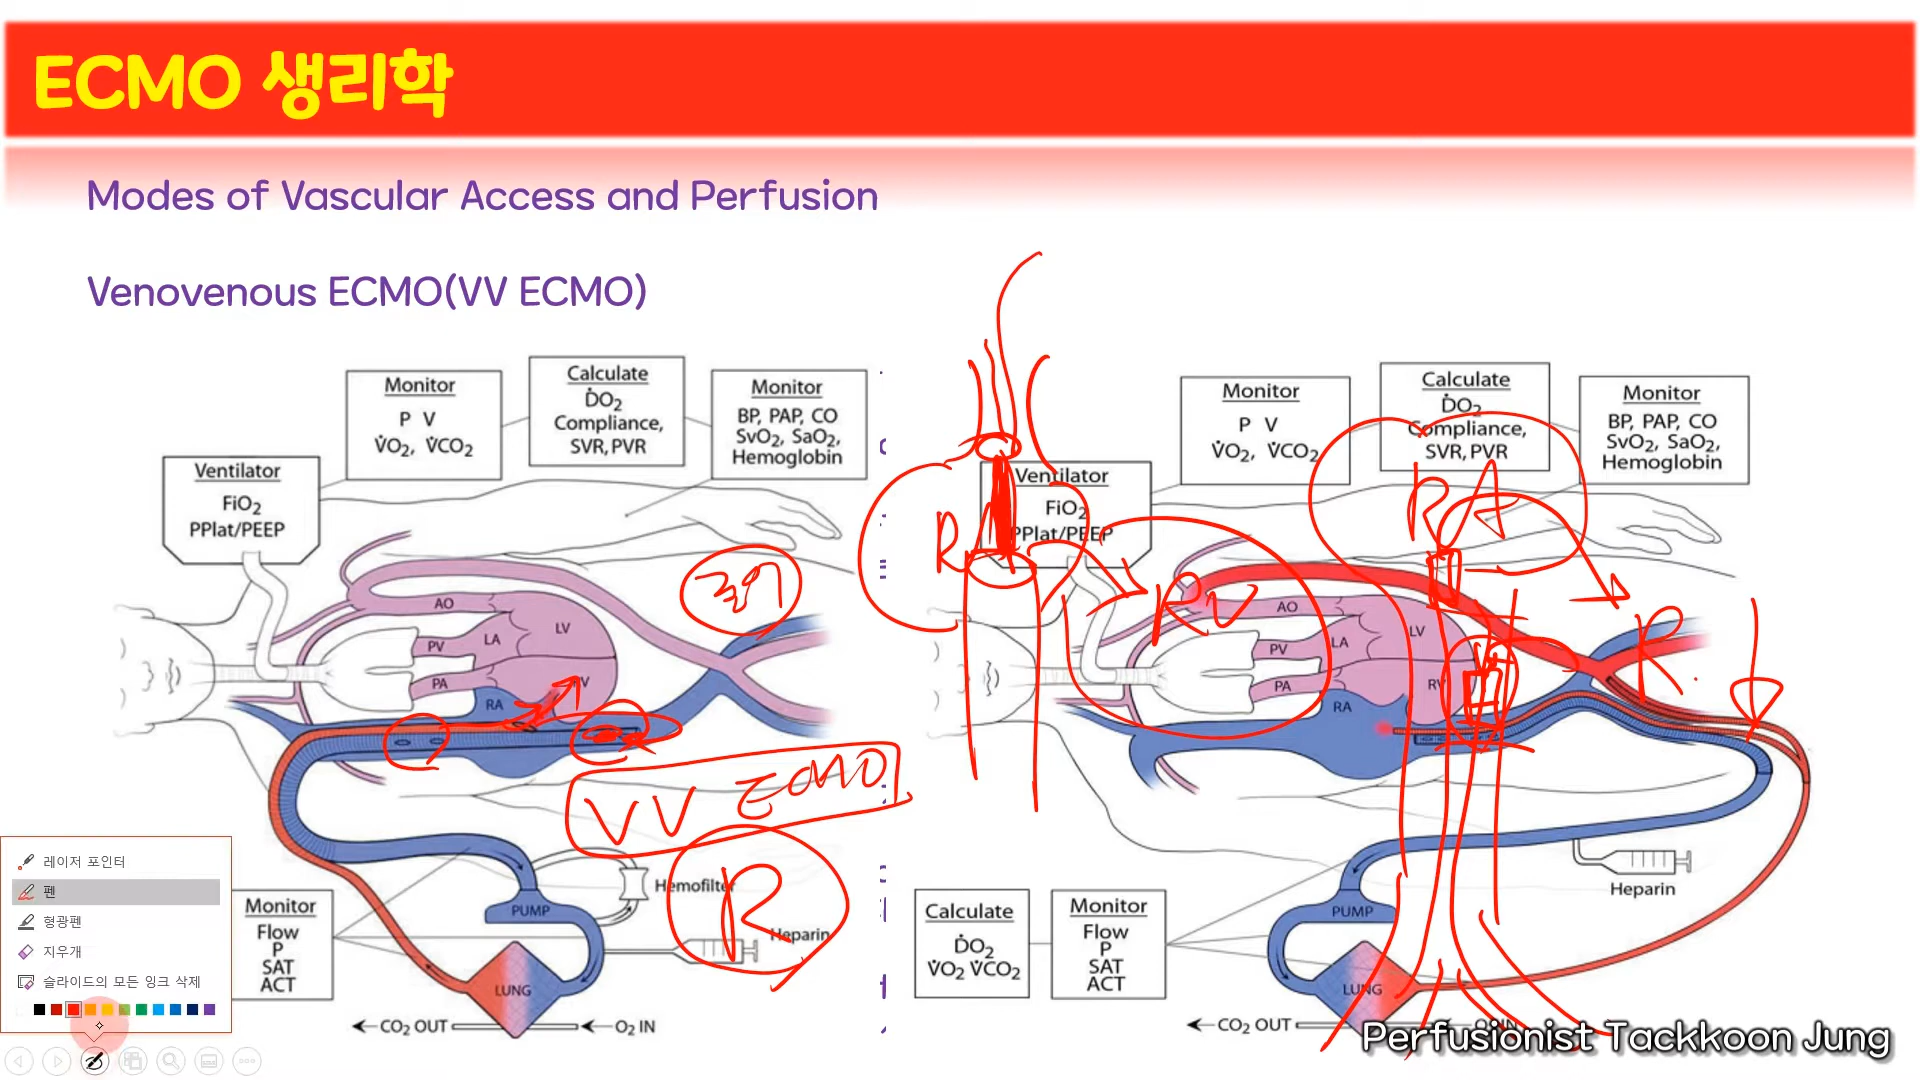 ECMO 생리학
Modes of Vascular Access and Perfusion
Venovenous ECMO(VV ECMO)
Monitor
P V
V̇O2, V̇CO2
Calculate
ḊO2
Compliance,
SVR, PVR
Monitor
BP, PAP, CO
SvO2, SaO2,
Hemoglobin
Ventilator
FiO2
PPlat/PEEP
AO
LV
LA
PV
PA
RV
RA
VV ECMO
R
Hemofilter
PUMP
Heparin
Monitor
Flow
P
SAT
ACT
LUNG
CO2 OUT
O2 IN
Monitor
P V
V̇O2, V̇CO2
Calculate
ḊO2
Compliance,
SVR, PVR
Monitor
BP, PAP, CO
SvO2, SaO2,
Hemoglobin
Ventilator
FiO2
PPlat/PEEP
RA
RV
RA
R.
AO
LV
LA
PV
PA
RV
RA
Heparin
PUMP
Calculate
ḊO2
V̇O2 V̇CO2
Monitor
Flow
P
SAT
ACT
LUNG
CO2 OUT
Perfusionist Tackkoon Jung
레이저 포인터
펜
형광펜
지우개
슬라이드의 모든 잉크 삭제